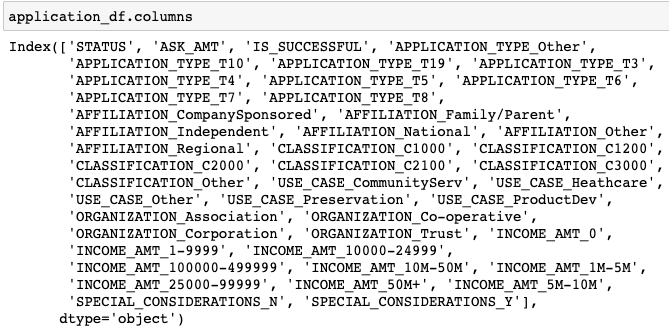 application_df.columns
Index(['STATUS', 'ASK_AMT', 'IS_SUCCESSFUL', 'APPLICATION_TYPE_Other',
'APPLICATION_TYPE_T10', 'APPLICATION_TYPE_T19', 'APPLICATION_TYPE_T3',
'APPLICATION_TYPE_T4', 'APPLICATION_TYPE_T5', 'APPLICATION_TYPE_T6',
'APPLICATION_TYPE_T7', 'APPLICATION_TYPE_T8',
'AFFILIATION_CompanySponsored', 'AFFILIATION_Family/Parent',
'AFFILIATION_Independent', 'AFFILIATION_National', 'AFFILIATION_Other',
'AFFILIATION_Regional', 'CLASSIFICATION_C1000', 'CLASSIFICATION_C1200',
'CLASSIFICATION_C2000', 'CLASSIFICATION_C2100', 'CLASSIFICATION_C3000',
'CLASSIFICATION_Other', 'USE_CASE_CommunityServ', 'USE_CASE_Heathcare',
'USE_CASE_Other', 'USE_CASE_Preservation', 'USE_CASE_ProductDev',
'ORGANIZATION_Association', 'ORGANIZATION_Co-operative',
'ORGANIZATION_Corporation', 'ORGANIZATION_Trust', 'INCOME_AMT_0',
'INCOME_AMT_1-9999', 'INCOME_AMT_10000-24999',
'INCOME_AMT_100000-499999', 'INCOME_AMT_10M-50M', 'INCOME_AMT_1M-5M',
'INCOME_AMT_25000-99999', 'INCOME_AMT_50M+', 'INCOME_AMT_5M-10M',
'SPECIAL_CONSIDERATIONS_N', 'SPECIAL_CONSIDERATIONS_Y'],
dtype='object')